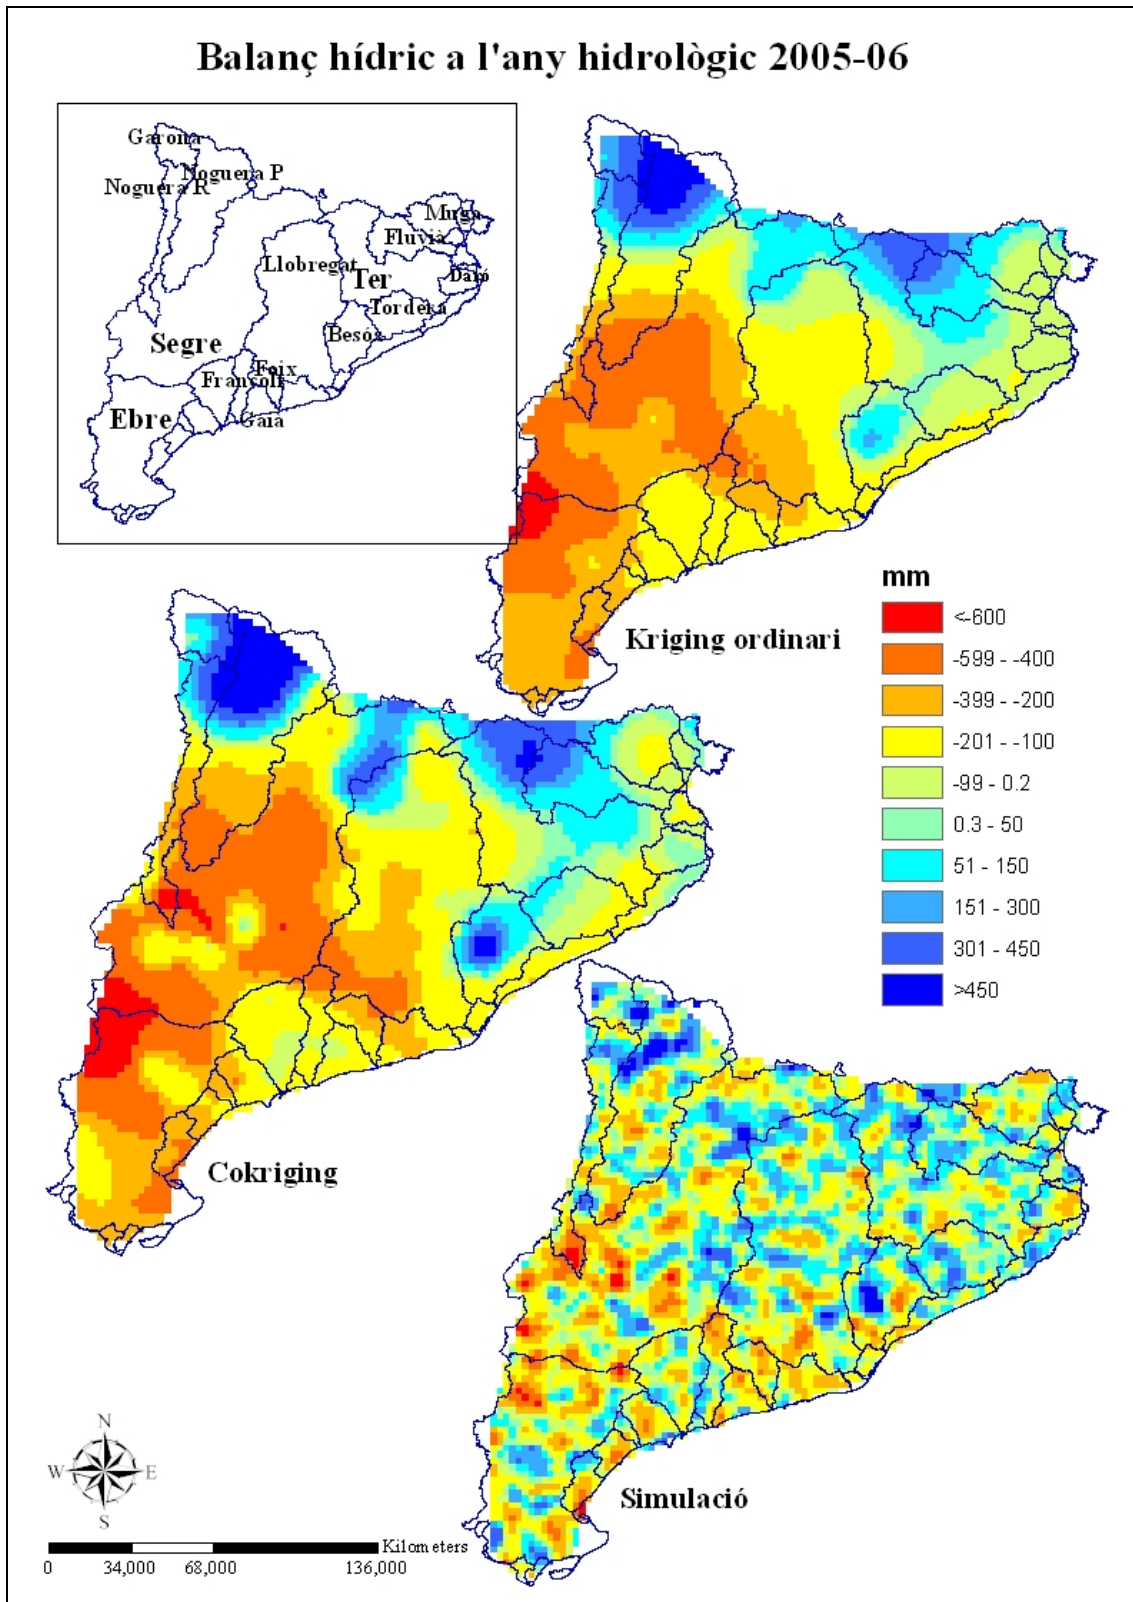 Balanç hídric a l'any hidrològic 2005-06
Garona
Noguera P
Noguera R
Muga
Fluvià
Llobregat
Ter
Daró
Tordera
Besós
Segre
Foix
Francolí
Ebre
Gaià
mm
<-600
-599 - -400
-399 - -200
-201 - -100
-99 - 0.2
0.3 - 50
51 - 150
151 - 300
301 - 450
>450
Kriging ordinari
Cokriging
Simulació
N
W
E
S
Kilometers
0
34,000
68,000
136,000